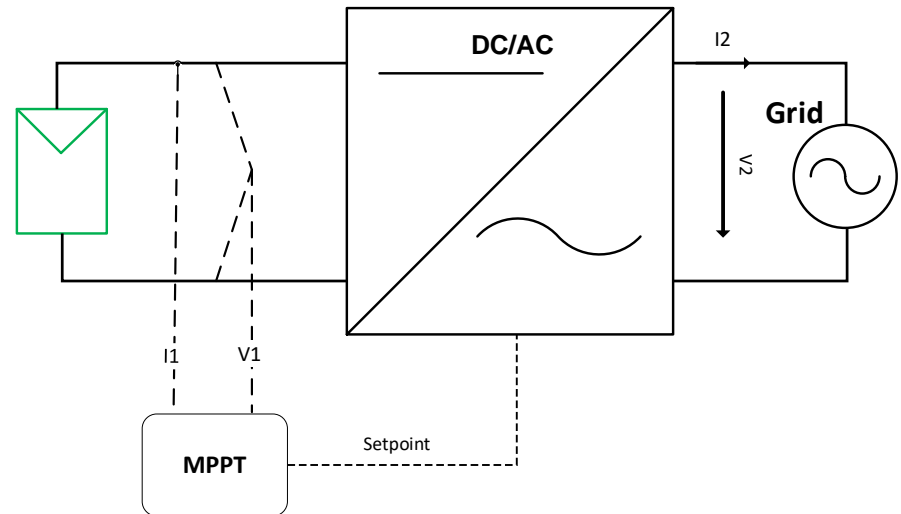 DC/AC
I2
Grid
V2
I1
V1
Setpoint
MPPT